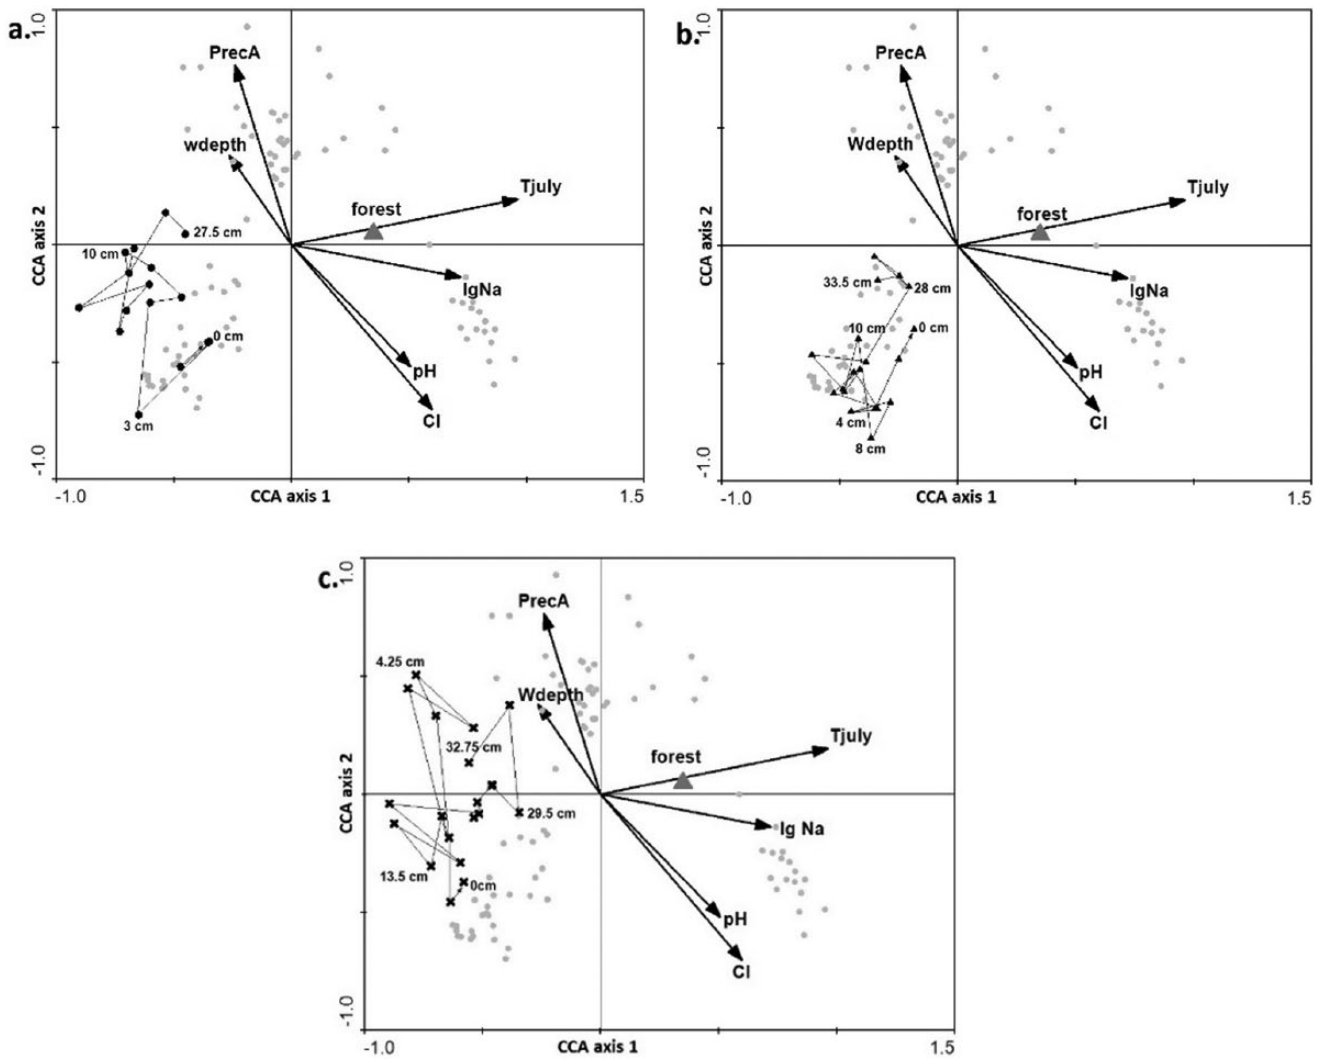 a.
1.0
PrecA
wdepth
Tjuly
forest
27.5 cm
10 cm
lgNa
0 cm
pH
Cl
3 cm
CCA axis 2
-1.0
-1.0
CCA axis 1
1.5
b.
1.0
PrecA
Wdepth
Tjuly
forest
33.5 cm
28 cm
lgNa
10 cm
0 cm
pH
4 cm
Cl
8 cm
CCA axis 2
-1.0
-1.0
CCA axis 1
1.5
c.
1.0
PrecA
4.25 cm
Wdepth
32.75 cm
Tjuly
forest
29.5 cm
lg Na
13.5 cm
0cm
pH
Cl
CCA axis 2
-1.0
-1.0
CCA axis 1
1.5